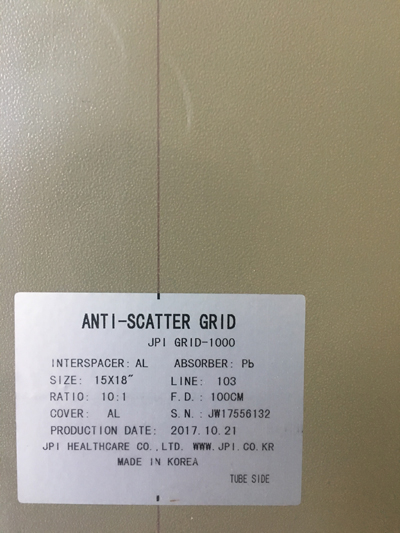 ANTI-SCATTER GRID
JPI GRID-1000
INTERSPACER: AL ABSORBER: Pb
SIZE: 15X18" LINE: 103
RATIO: 10:1 F.D.: 100CM
COVER: AL S.N.: JW17556132
PRODUCTION DATE: 2017.10.21
JPI HEALTHCARE CO.,LTD. WWW.JPI.CO.KR
MADE IN KOREA
TUBE SIDE